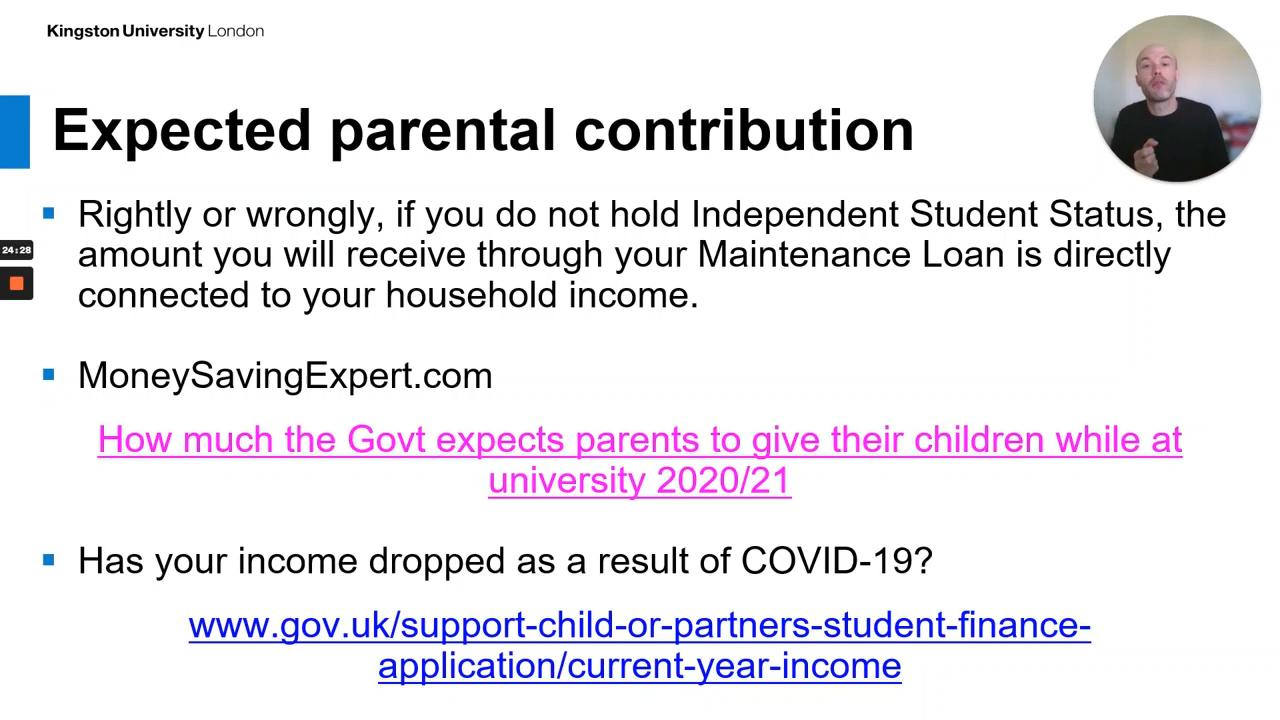 Kingston University London
Expected parental contribution
Rightly or wrongly, if you do not hold Independent Student Status, the
amount you will receive through your Maintenance Loan is directly
connected to your household income.
24:28
MoneySavingExpert.com
How much the Govt expects parents to give their children while at
university 2020/21
Has your income dropped as a result of COVID-19?
www.gov.uk/support-child-or-partners-student-finance-
application/current-year-income